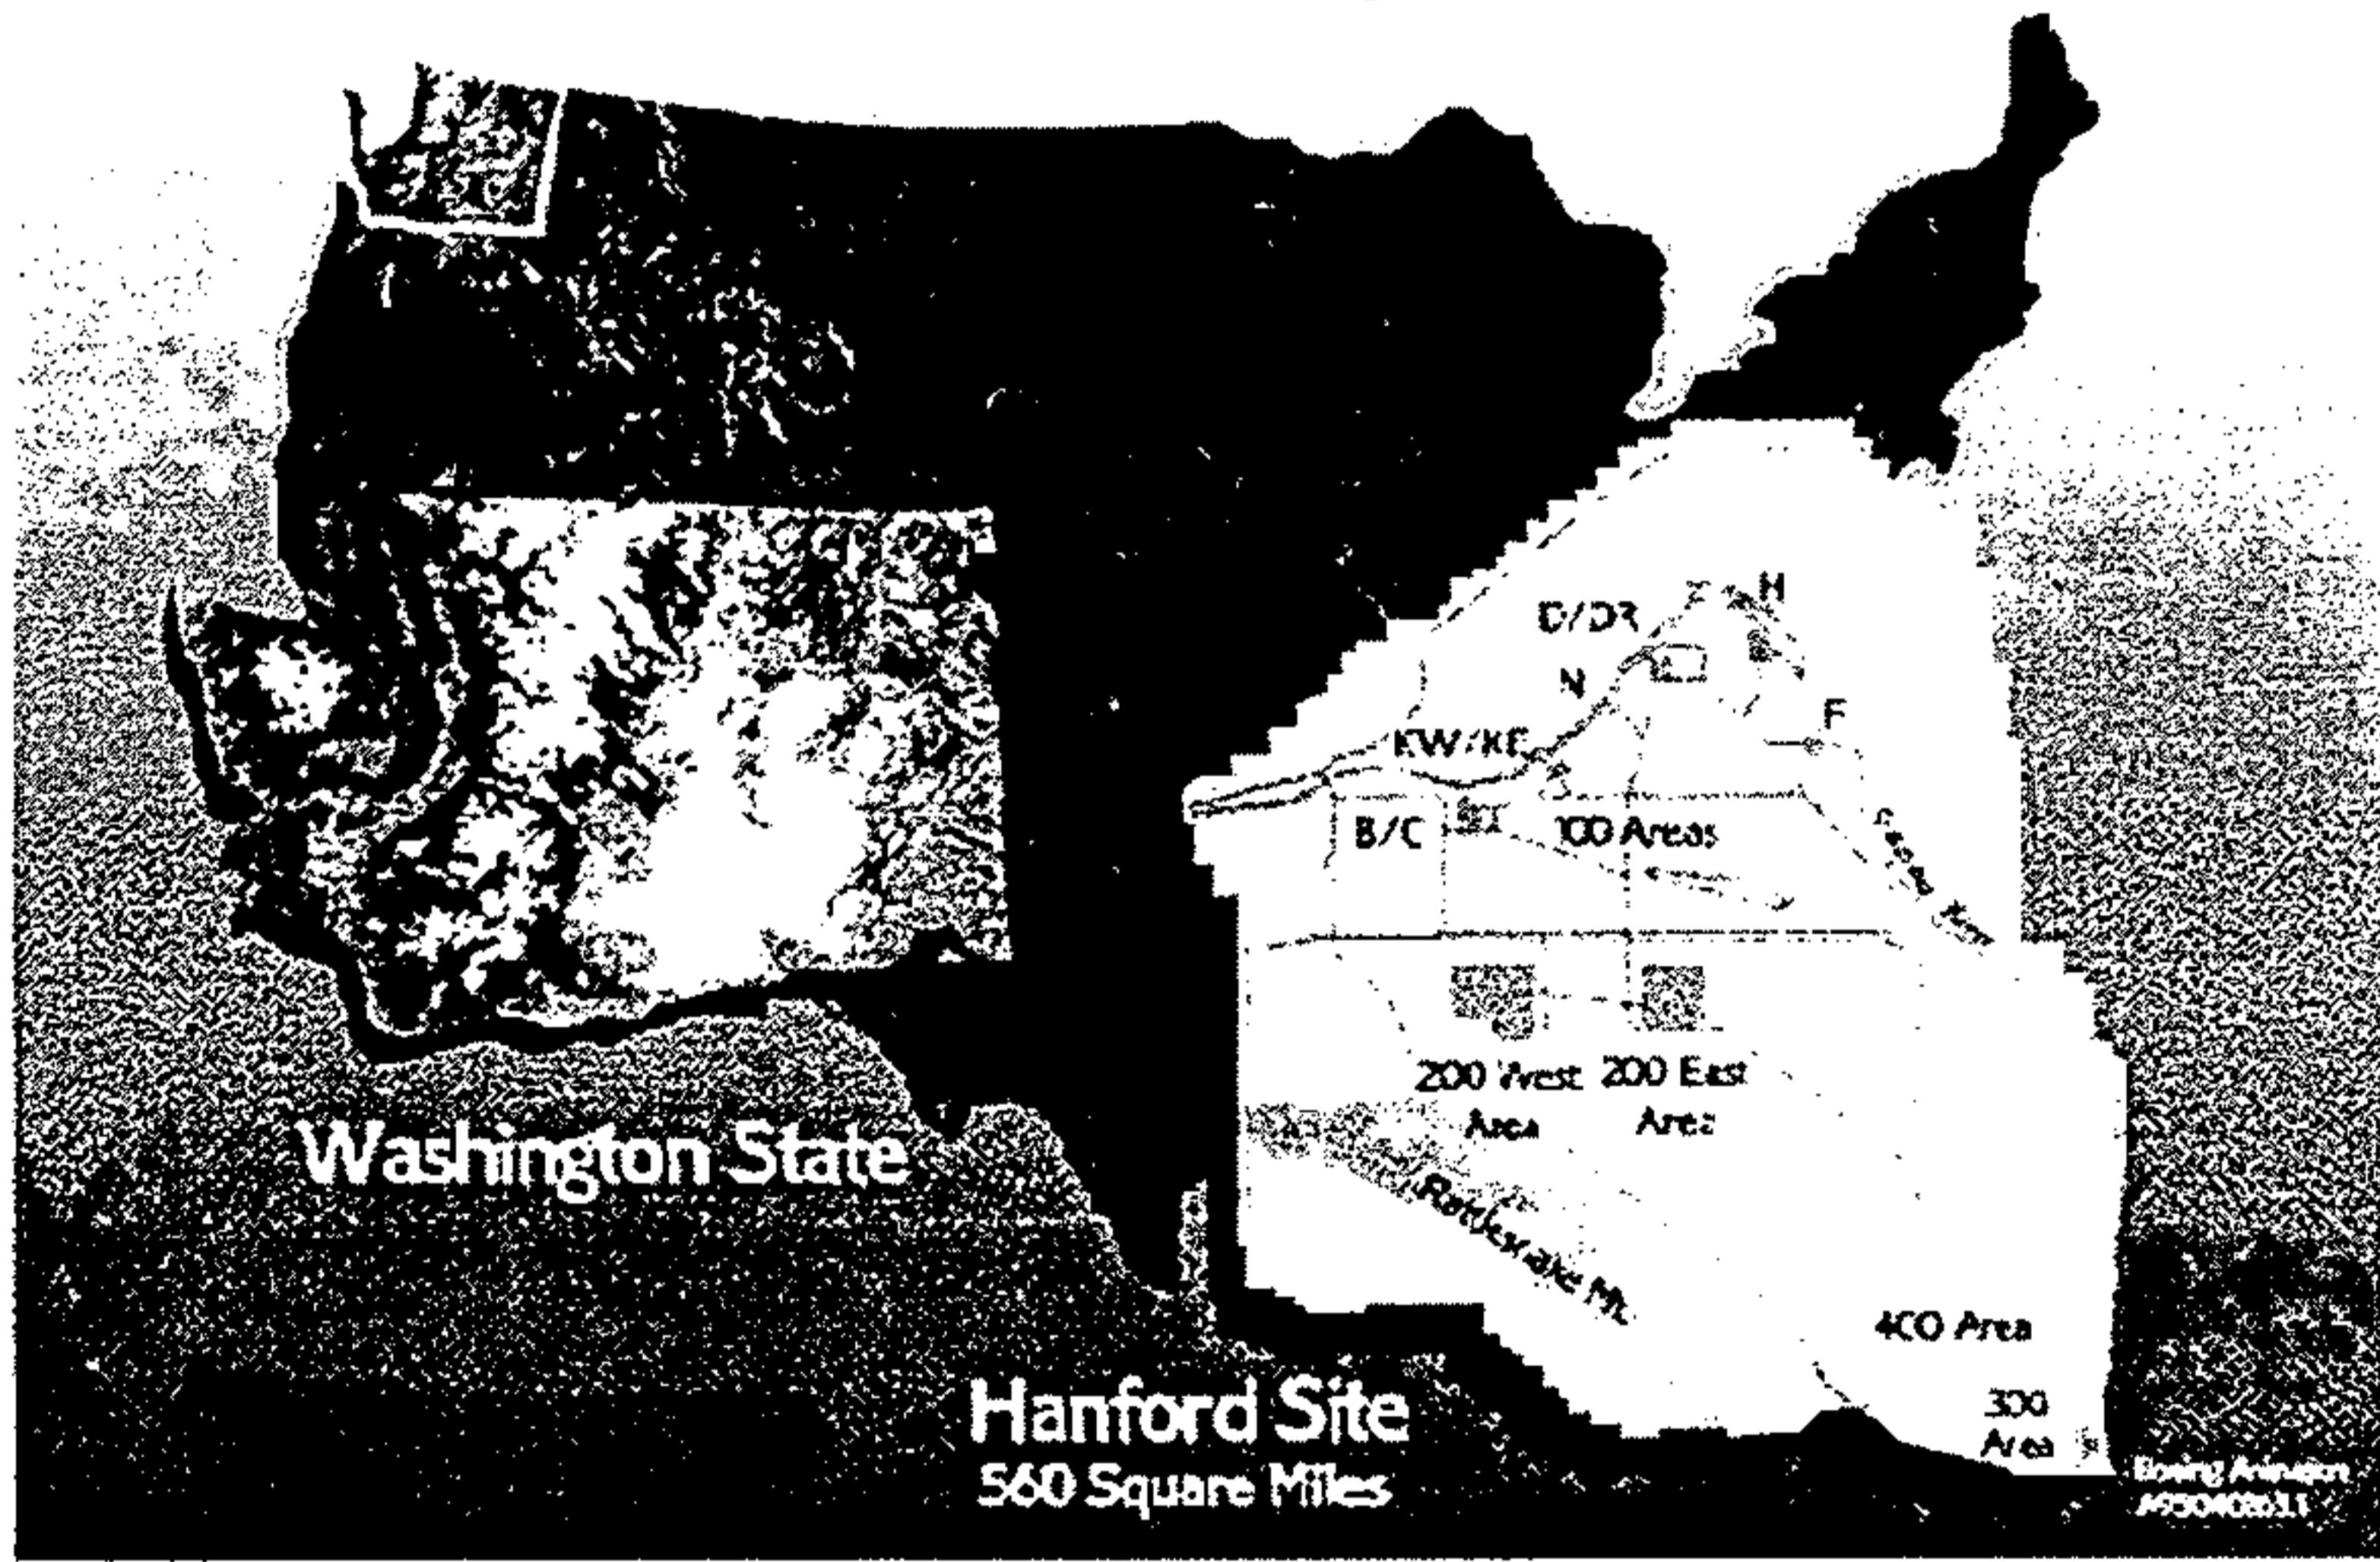 H
D/DR
N
F
KW/KE
B/C
100 Areas
200 West
Area
200 East
Area
Rattlesnake Mt.
400 Area
300
Area
Washington State
Hanford Site
560 Square Miles